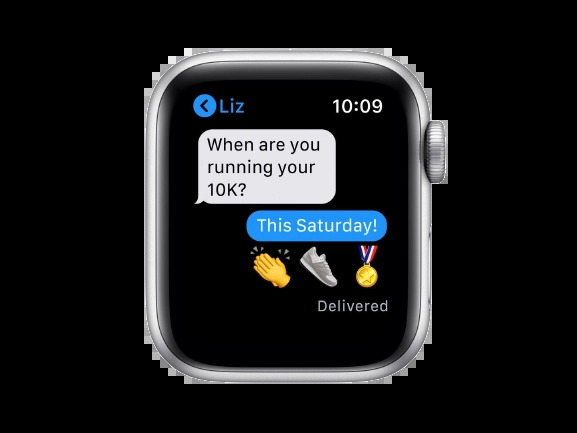 Liz
10:09
When are you
running your
10K?
This Saturday!
👏 👟 🏅
Delivered